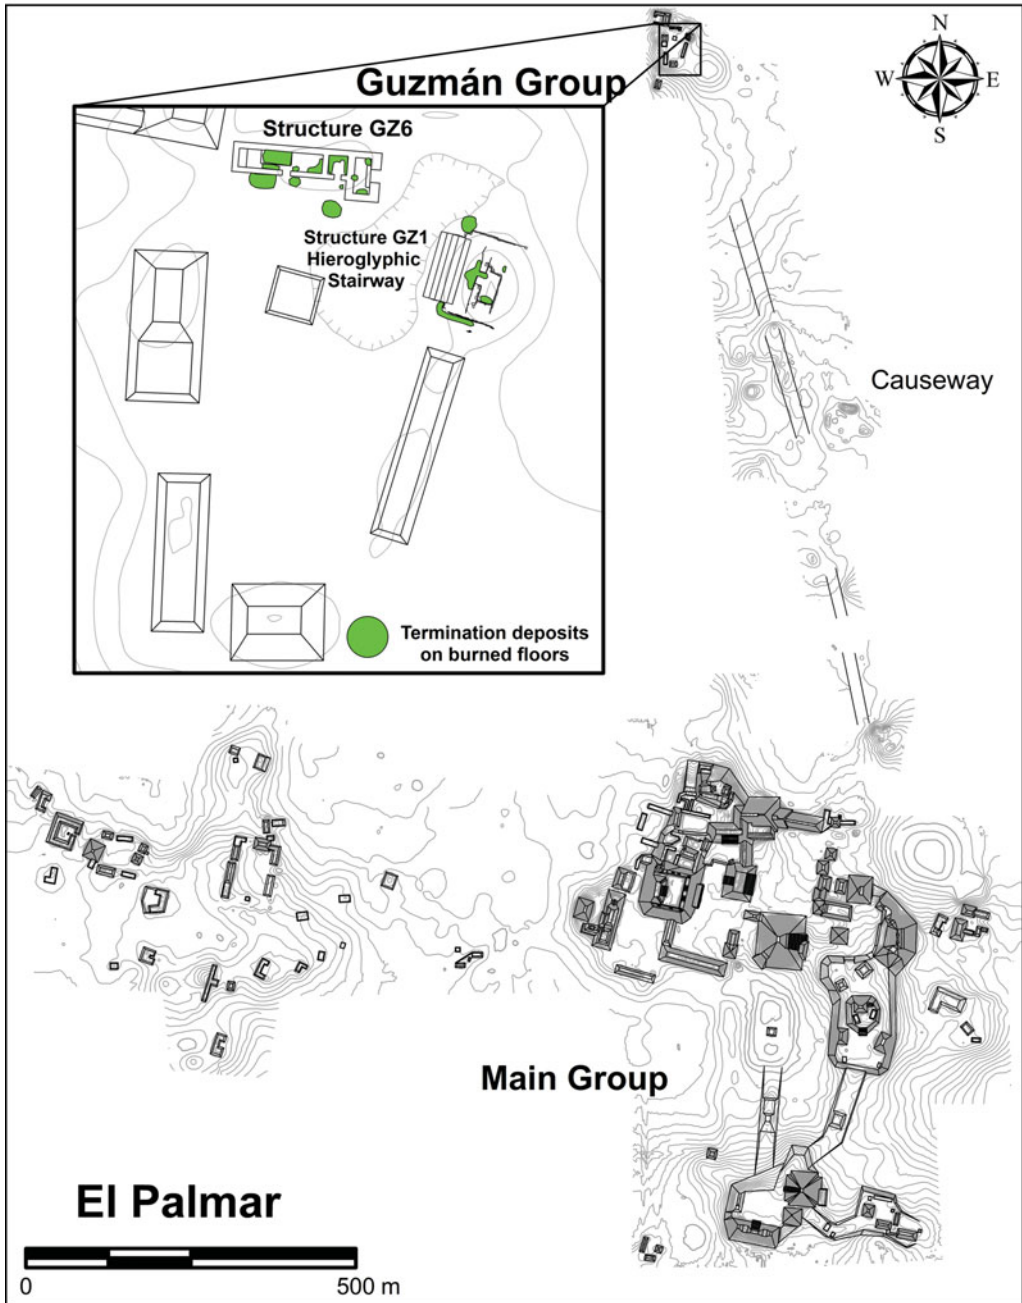 N
W E
S
Guzmán Group
Structure GZ6
Structure GZ1
Hieroglyphic
Stairway
Causeway
Termination deposits
on burned floors
Main Group
El Palmar
0 500 m